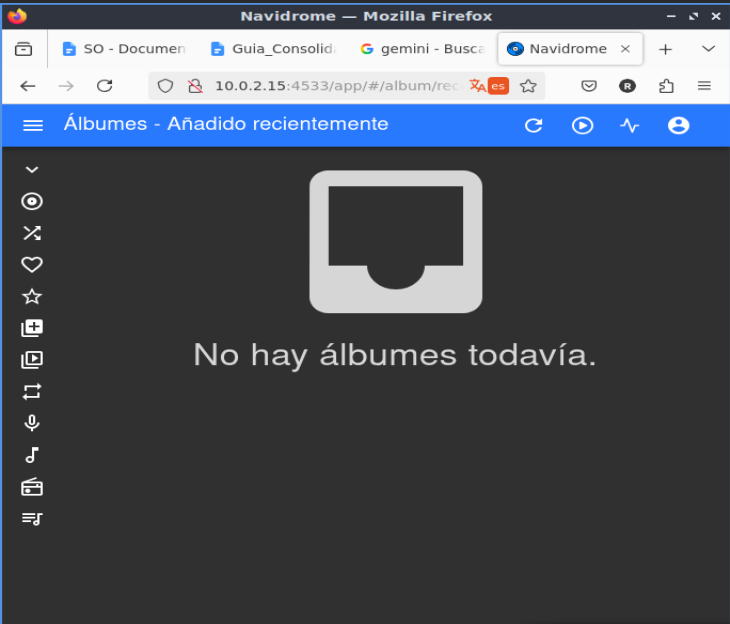 Navidrome — Mozilla Firefox
SO - Documen
Guia_Consolid
gemini - Busca
Navidrome
10.0.2.15:4533/app/#/album/rec
es
R
Álbumes - Añadido recientemente
No hay álbumes todavía.